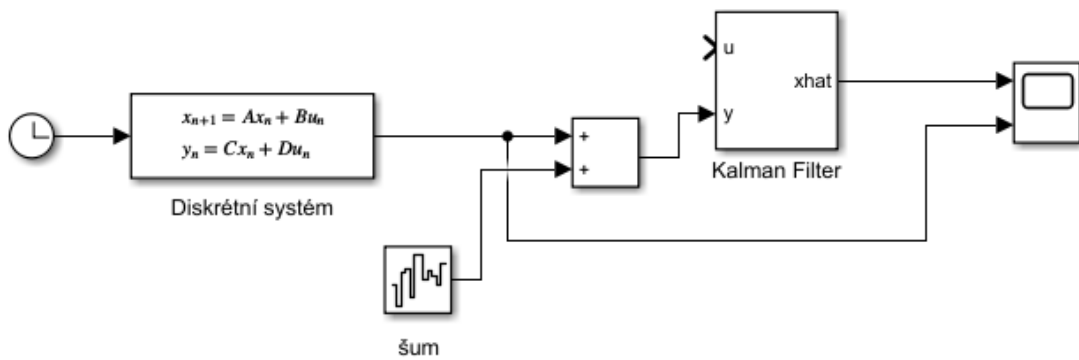 x_{n+1} = Ax_n + Bu_n
y_n = Cx_n + Du_n
Diskrétní systém
+
+
šum
u
xhat
y
Kalman Filter